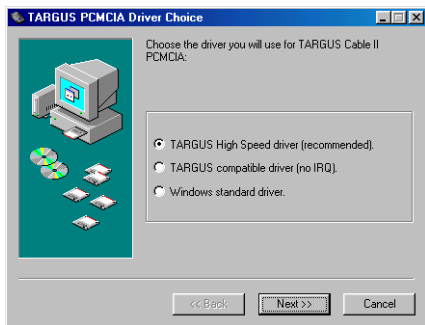 TARGUS PCMCIA Driver Choice
Choose the driver you will use for TARGUS Cable II
PCMCIA:
TARGUS High Speed driver (recommended).
TARGUS compatible driver (no IRQ).
Windows standard driver.
<< Back
Next >>
Cancel